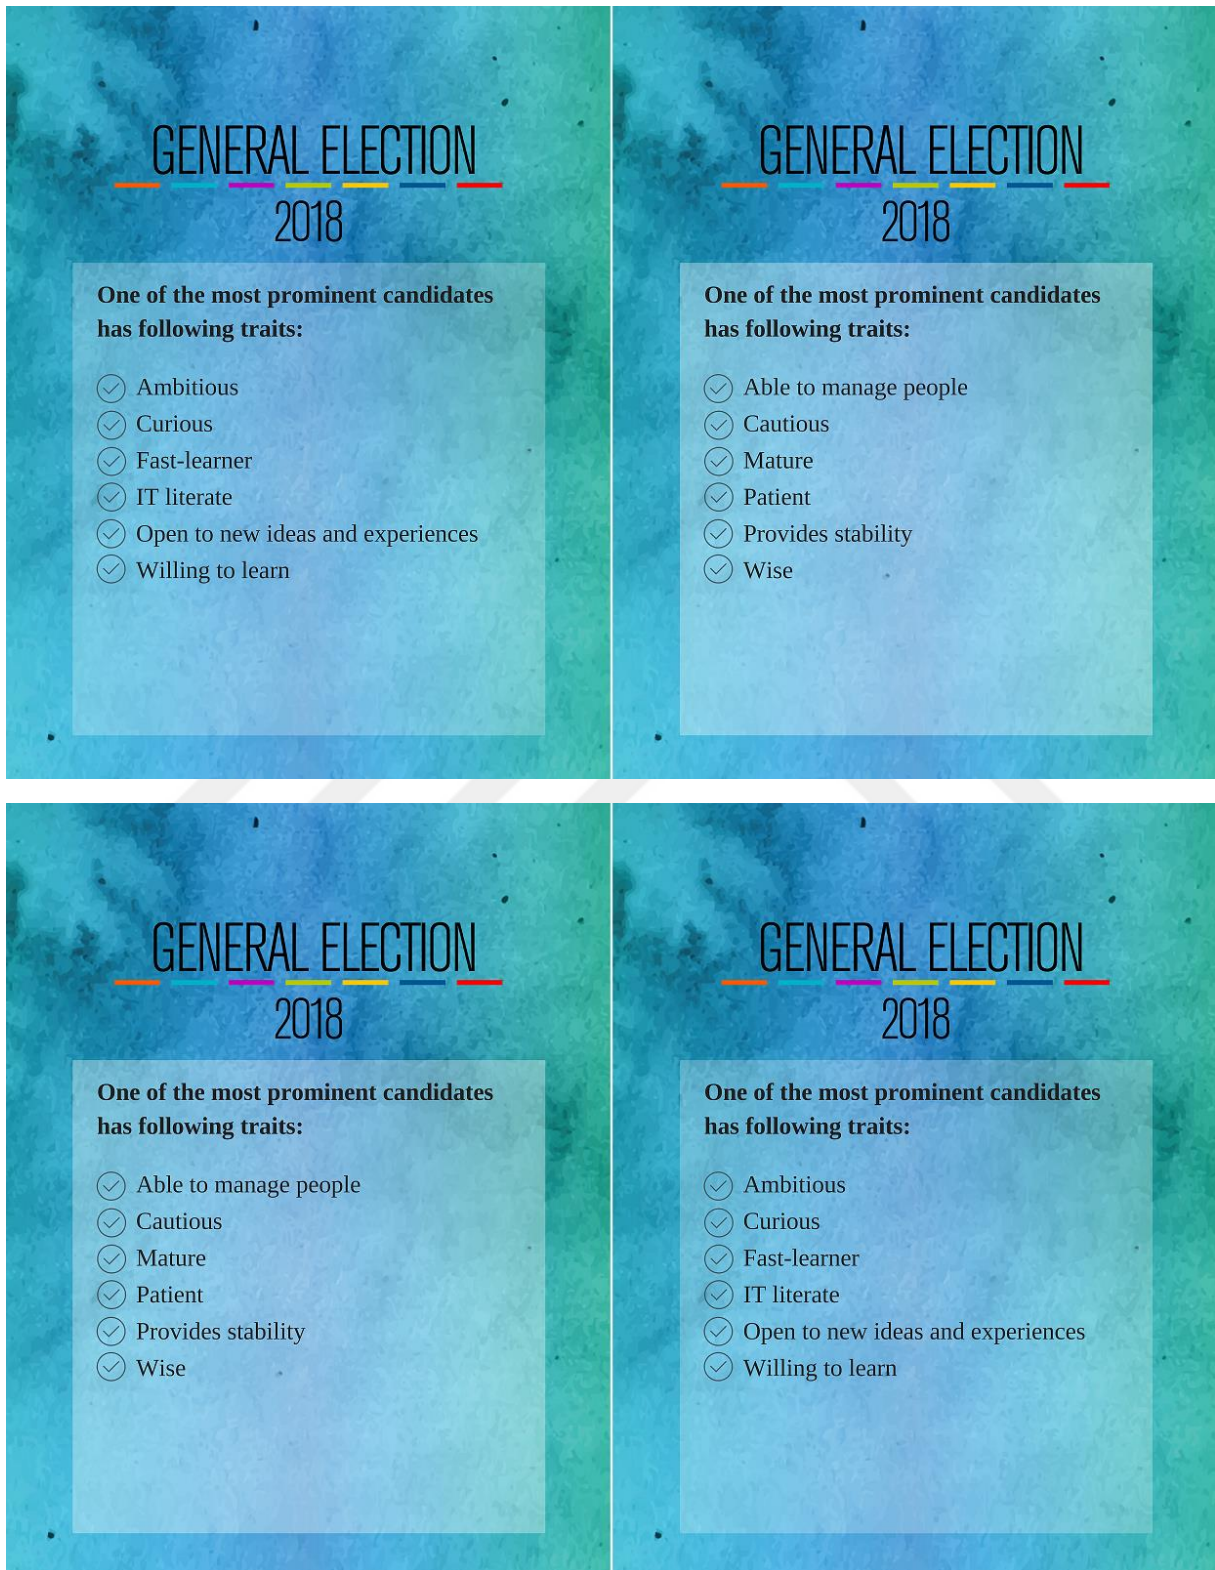 GENERAL ELECTION
2018
One of the most prominent candidates
has following traits:
Ambitious
Curious
Fast-learner
IT literate
Open to new ideas and experiences
Willing to learn
GENERAL ELECTION
2018
One of the most prominent candidates
has following traits:
Able to manage people
Cautious
Mature
Patient
Provides stability
Wise
GENERAL ELECTION
2018
One of the most prominent candidates
has following traits:
Able to manage people
Cautious
Mature
Patient
Provides stability
Wise
GENERAL ELECTION
2018
One of the most prominent candidates
has following traits:
Ambitious
Curious
Fast-learner
IT literate
Open to new ideas and experiences
Willing to learn